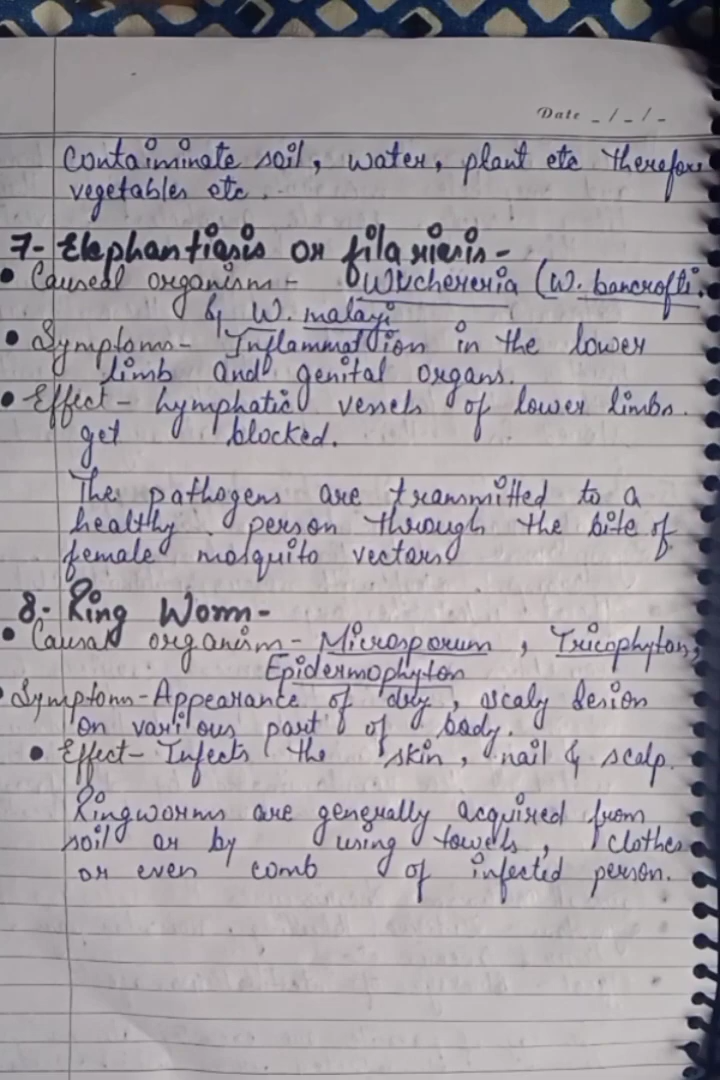 Date _ / _ / _
Contaiminate soil, water, plant etc therefore
vegetables etc.
7- Elephantiasis or filariasis-
• Causeal organism - Wuchereria (W. bancrofti
& W. malayi
• Symptoms- Inflammation in the lower
limb and genital organs.
• Effect - Lymphatic vessels of lower limbs.
get blocked.
The pathogens are transmitted to a
healthy person through the bite of
female mosquito vectors
8- Ring Worm-
• Causal organism - Microsporum, Tricophyton,
Epidermophyton
Symptom-Appearance of dry, scaly lesion
on various part of body.
• Effect- Infects the skin, nail & scalp.
Ringworms are generally acquired from
soil or by using towels, clothes
or even comb of infected person.